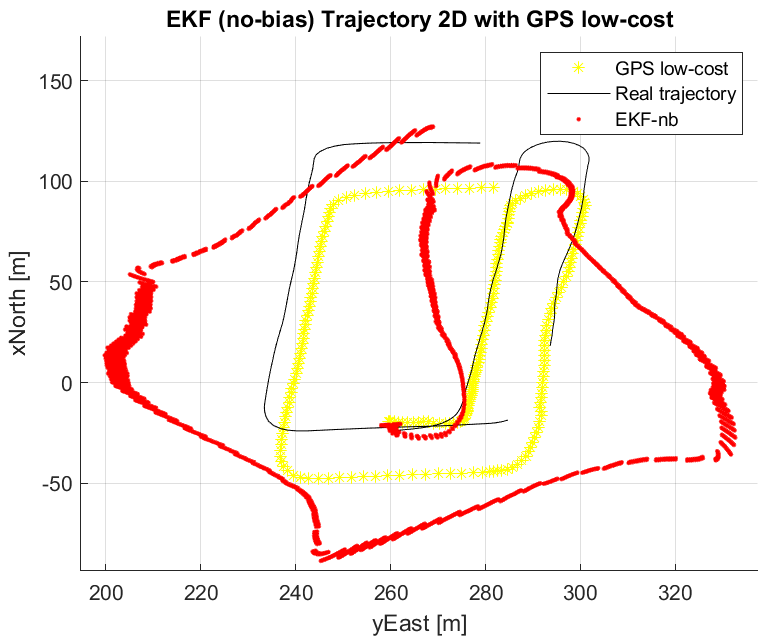 EKF (no-bias) Trajectory 2D with GPS low-cost
GPS low-cost
Real trajectory
EKF-nb
150
100
50
0
-50
xNorth [m]
200 220 240 260 280 300 320
yEast [m]